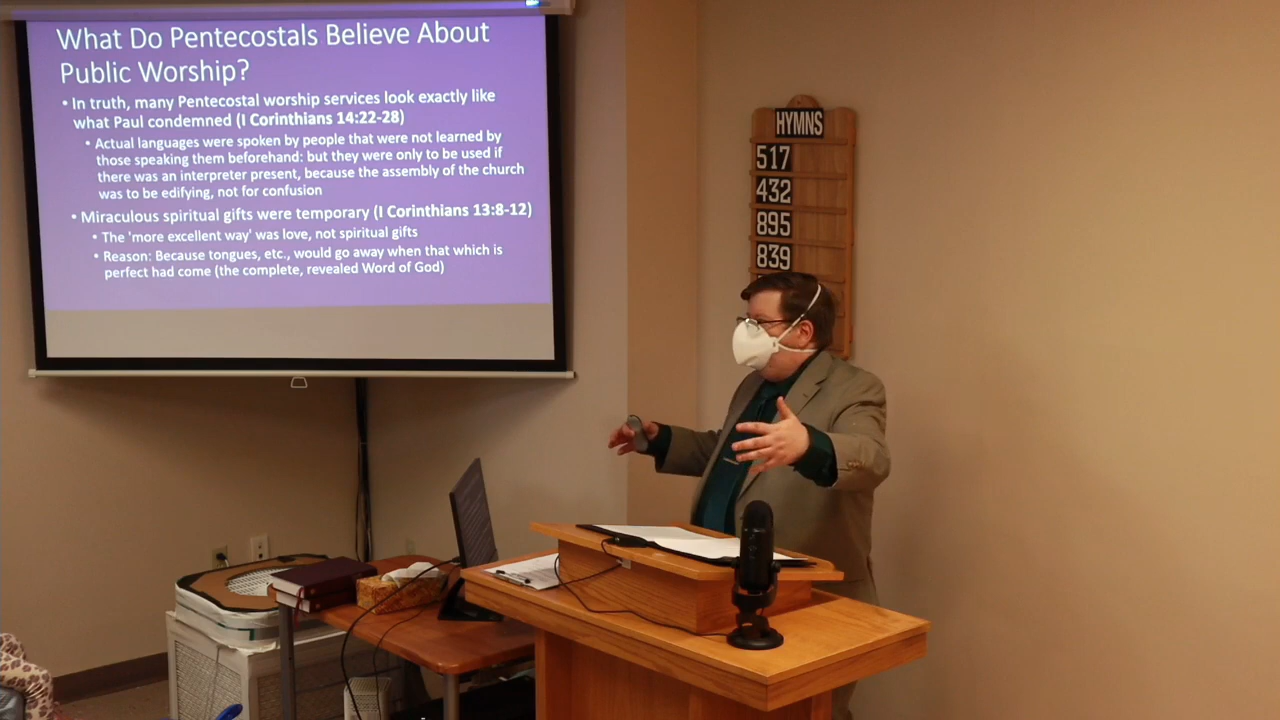 What Do Pentecostals Believe About
Public Worship?
• In truth, many Pentecostal worship services look exactly like
what Paul condemned (I Corinthians 14:22-28)
• Actual languages were spoken by people that were not learned by
those speaking them beforehand: but they were only to be used if
there was an interpreter present, because the assembly of the church
was to be edifying, not for confusion
• Miraculous spiritual gifts were temporary (I Corinthians 13:8-12)
• The 'more excellent way' was love, not spiritual gifts
• Reason: Because tongues, etc., would go away when that which is
perfect had come (the complete, revealed Word of God)
HYMNS
517
432
895
839